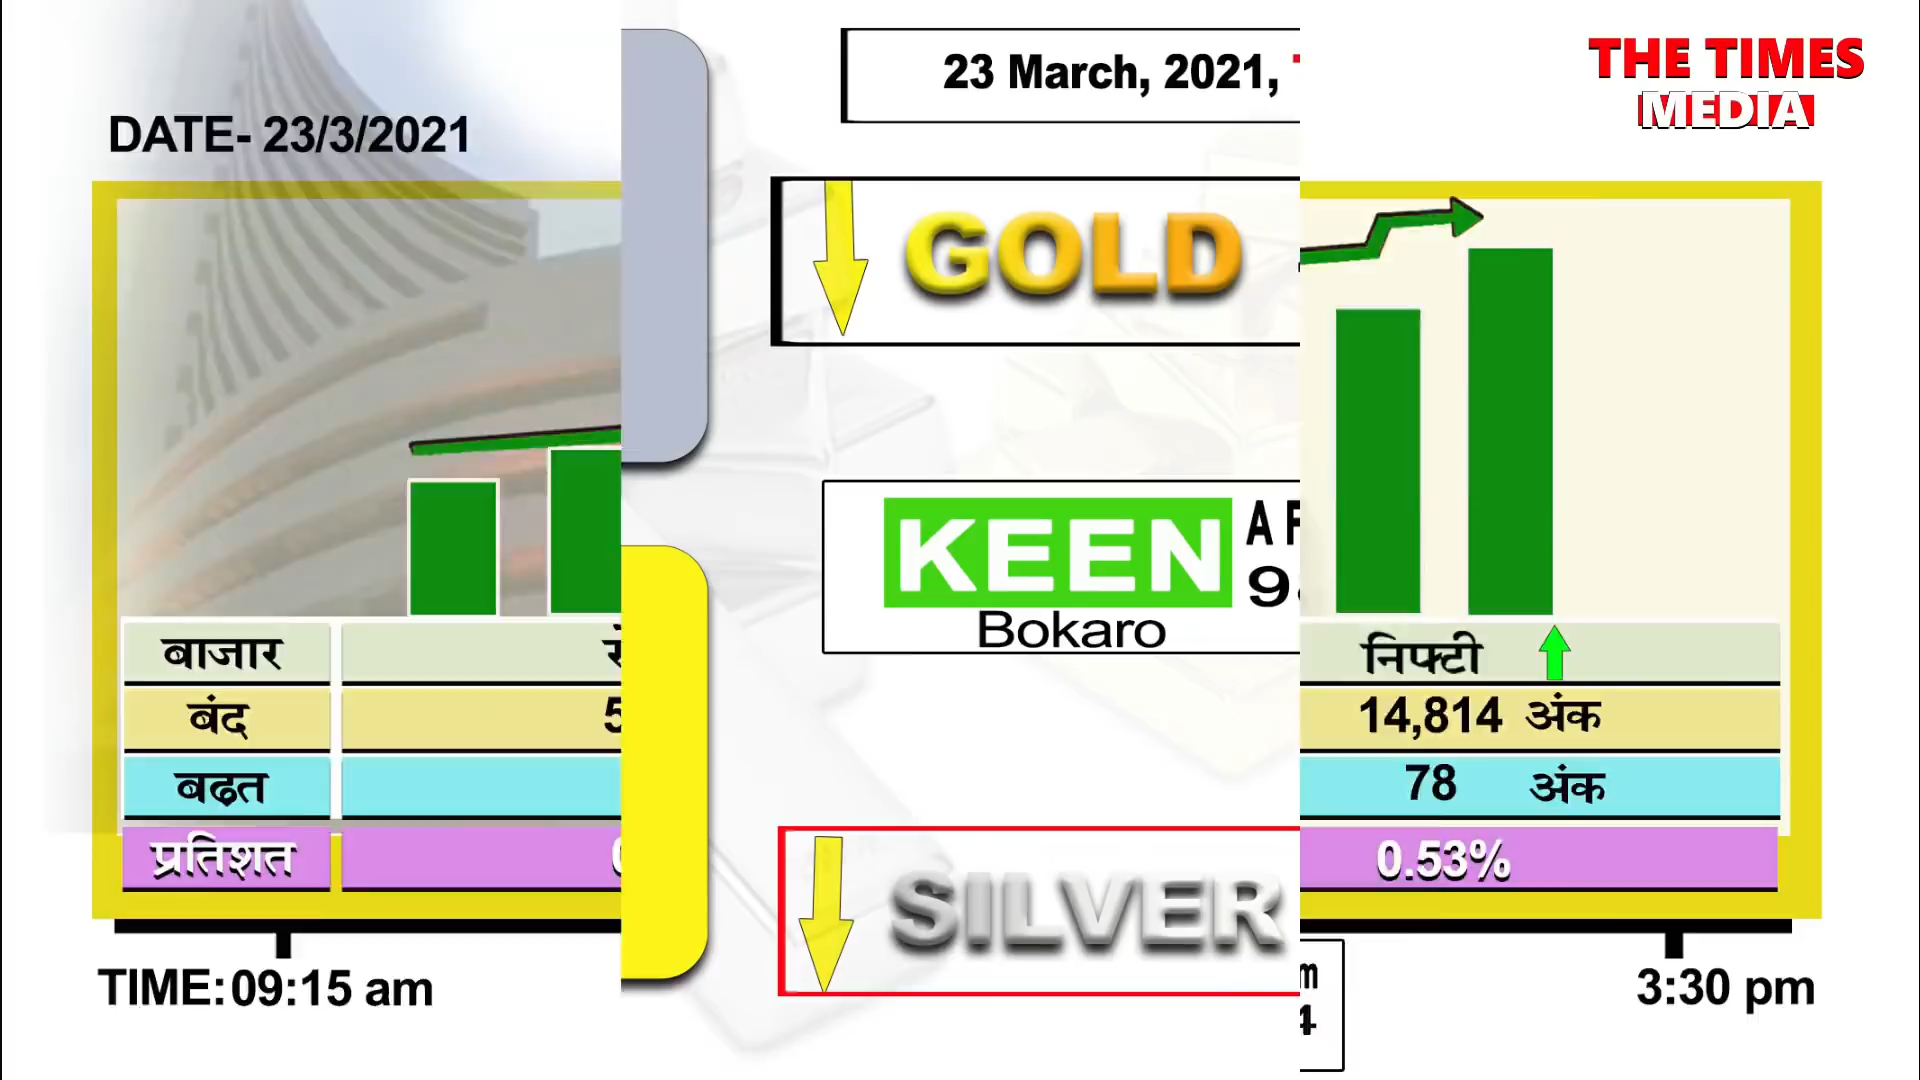 THE TIMES
MEDIA
DATE- 23/3/2021
23 March, 2021,
GOLD
KEEN
Bokaro
SILVER
बाजार
निफ्टी
बंद
14,814 अंक
बढ़त
78 अंक
प्रतिशत
0.53%
TIME:09:15 am
3:30 pm